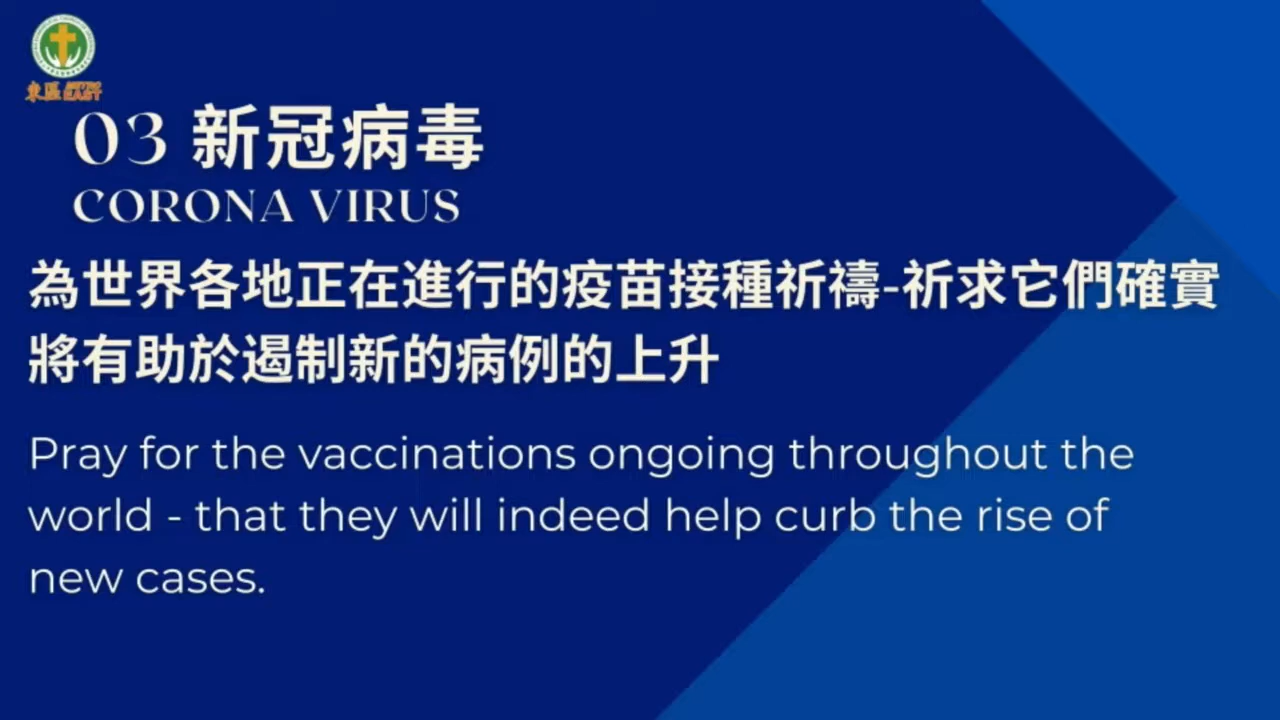 東區 EAST
03 新冠病毒
CORONA VIRUS
為世界各地正在進行的疫苗接種祈禱-祈求它們確實
將有助於遏制新的病例的上升
Pray for the vaccinations ongoing throughout the
world - that they will indeed help curb the rise of
new cases.